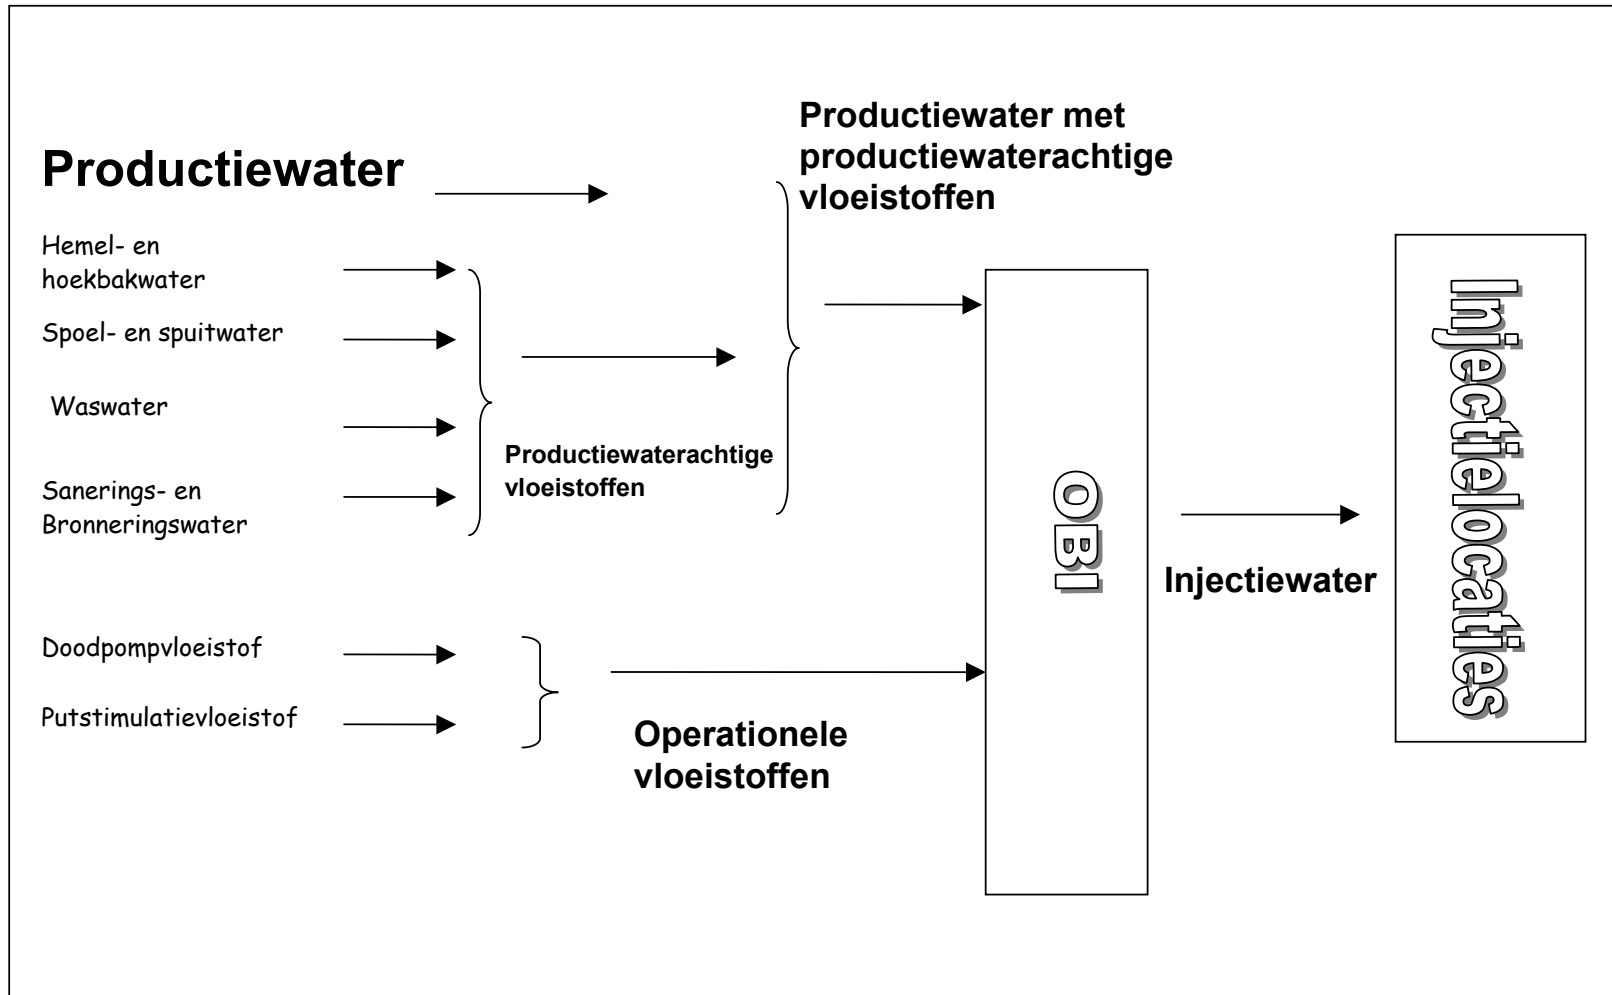 Productiewater met
productiewaterachtige
vloeistoffen
Productiewater
Hemel- en
hoekbakwater
Spoel- en spuitwater
Waswater
Productiewaterachtige
vloeistoffen
Sanerings- en
Bronneringswater
OBI
Injectiewater
Injectielocaties
Doodpompvloeistof
Putstimulatievloeistof
Operationele
vloeistoffen